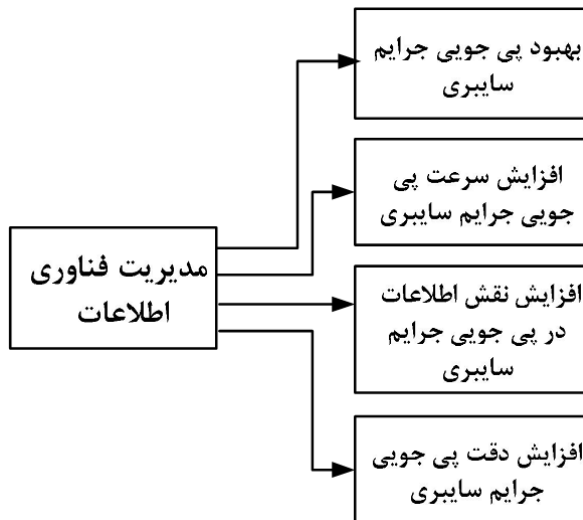 بهبود پی جویی جرایم
سایبری
افزایش سرعت پی
جویی جرایم سایبری
مدیریت فناوری
اطلاعات
افزایش نقش اطلاعات
در پی جویی جرایم
سایبری
افزایش دقت پی جویی
جرایم سایبری